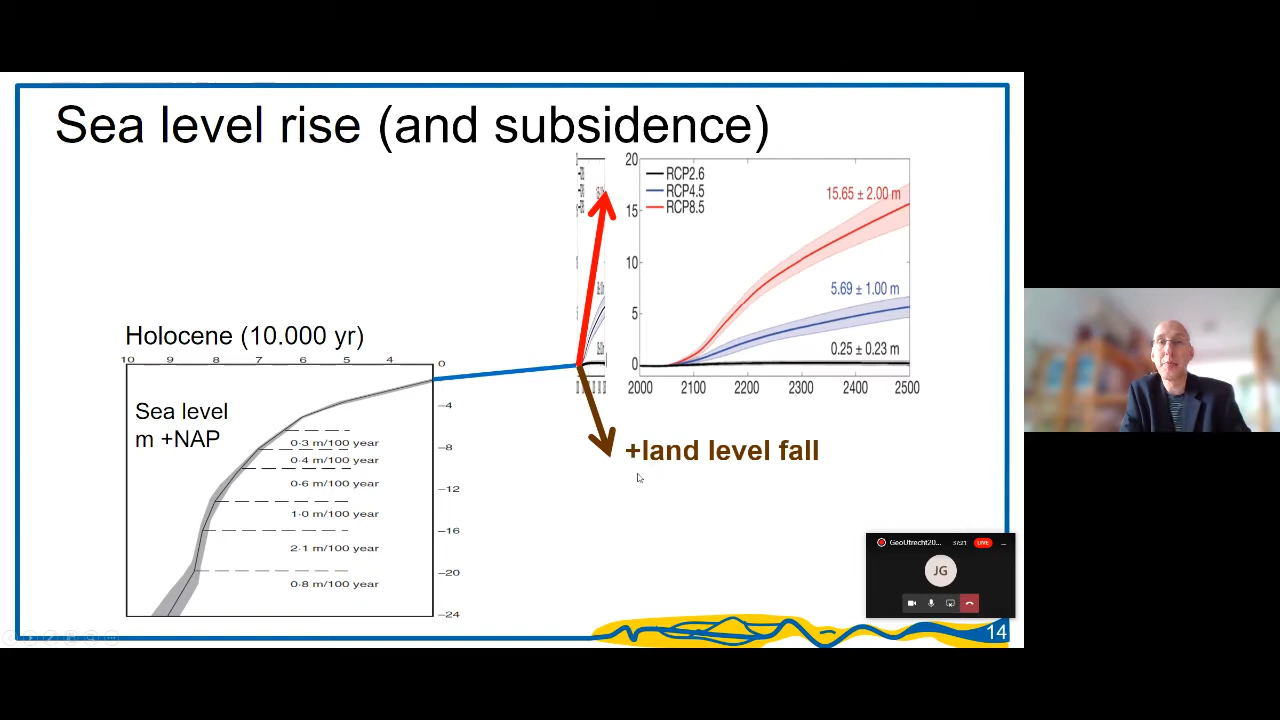 Sea level rise (and subsidence)
20
15
10
5
0
RCP2.6
RCP4.5
RCP8.5
15.65 ± 2.00 m
5.69 ± 1.00 m
0.25 ± 0.23 m
2000 2100 2200 2300 2400 2500
+land level fall
Holocene (10.000 yr)
10 9 8 7 6 5 4
0
−4
−8
−12
−16
−20
−24
Sea level
m +NAP
0·3 m/100 year
0·4 m/100 year
0·6 m/100 year
1·0 m/100 year
2·1 m/100 year
0·8 m/100 year
GeoUtrecht20... 57:21 LIVE ...
JG
14